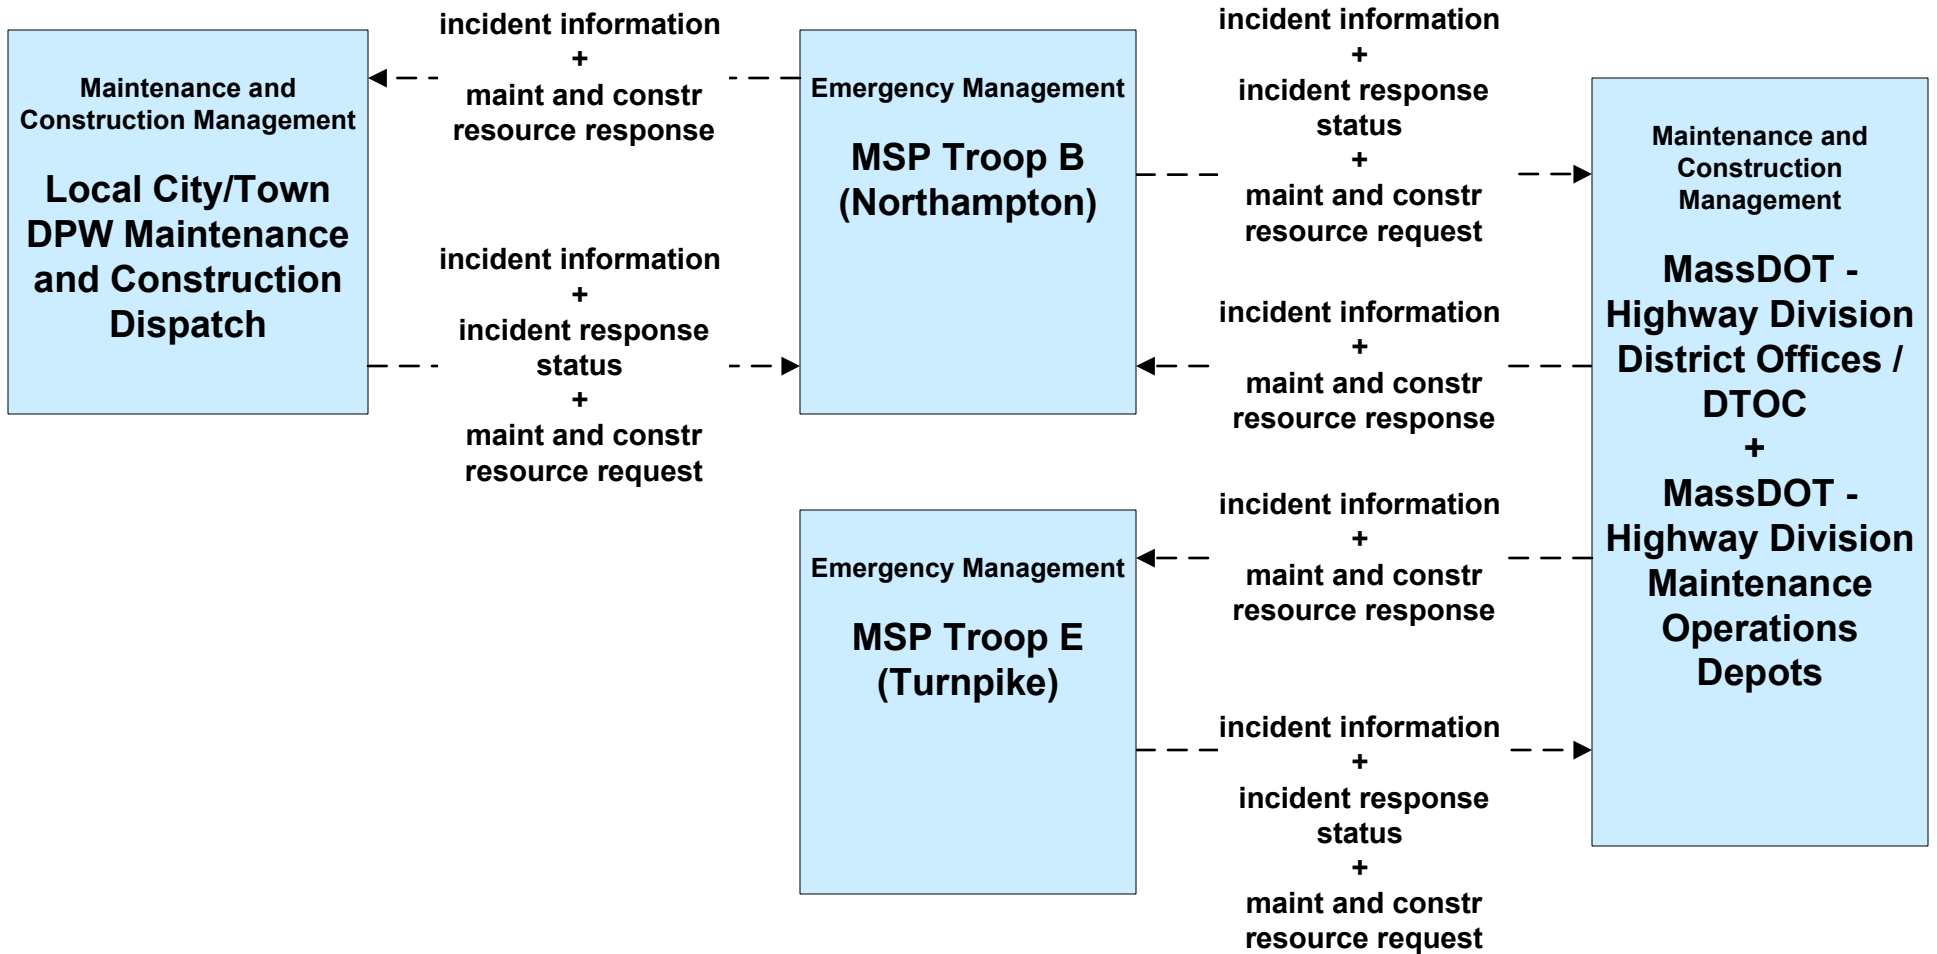 Maintenance and
Construction Management
Local City/Town
DPW Maintenance
and Construction
Dispatch
incident information
+
maint and constr
resource response
incident information
+
incident response
status
+
maint and constr
resource request
Emergency Management
MSP Troop B
(Northampton)
Emergency Management
MSP Troop E
(Turnpike)
incident information
+
incident response
status
+
maint and constr
resource request
incident information
+
maint and constr
resource response
incident information
+
maint and constr
resource response
incident information
+
incident response
status
+
maint and constr
resource request
Maintenance and
Construction
Management
MassDOT -
Highway Division
District Offices /
DTOC
+
MassDOT -
Highway Division
Maintenance
Operations
Depots